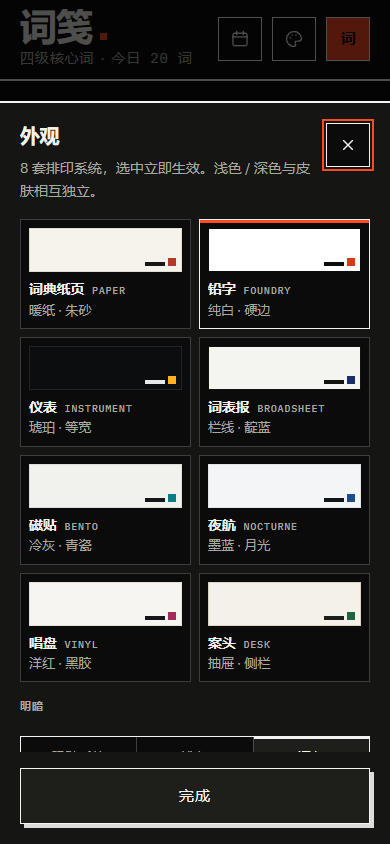 词笺.
四级核心词 · 今日 20 词
词
外观
8 套排印系统，选中立即生效。浅色 / 深色与皮
肤相互独立。
词典纸页 PAPER
暖纸 · 朱砂
铅字 FOUNDRY
纯白 · 硬边
仪表 INSTRUMENT
琥珀 · 等宽
词表报 BROADSHEET
栏线 · 靛蓝
磁贴 BENTO
冷灰 · 青瓷
夜航 NOCTURNE
墨蓝 · 月光
唱盘 VINYL
洋红 · 黑胶
案头 DESK
抽屉 · 侧栏
明暗
完成